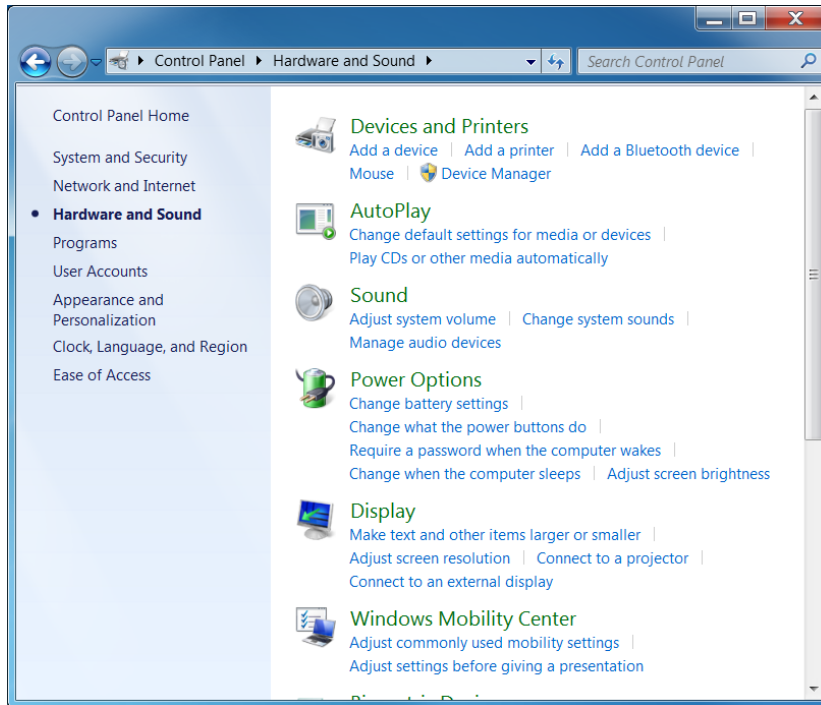 Control Panel Hardware and Sound
Search Control Panel
Control Panel Home
System and Security
Network and Internet
Hardware and Sound
Programs
User Accounts
Appearance and
Personalization
Clock, Language, and Region
Ease of Access
Devices and Printers
Add a device Add a printer Add a Bluetooth device
Mouse Device Manager
AutoPlay
Change default settings for media or devices
Play CDs or other media automatically
Sound
Adjust system volume Change system sounds
Manage audio devices
Power Options
Change battery settings
Change what the power buttons do
Require a password when the computer wakes
Change when the computer sleeps Adjust screen brightness
Display
Make text and other items larger or smaller
Adjust screen resolution Connect to a projector
Connect to an external display
Windows Mobility Center
Adjust commonly used mobility settings
Adjust settings before giving a presentation